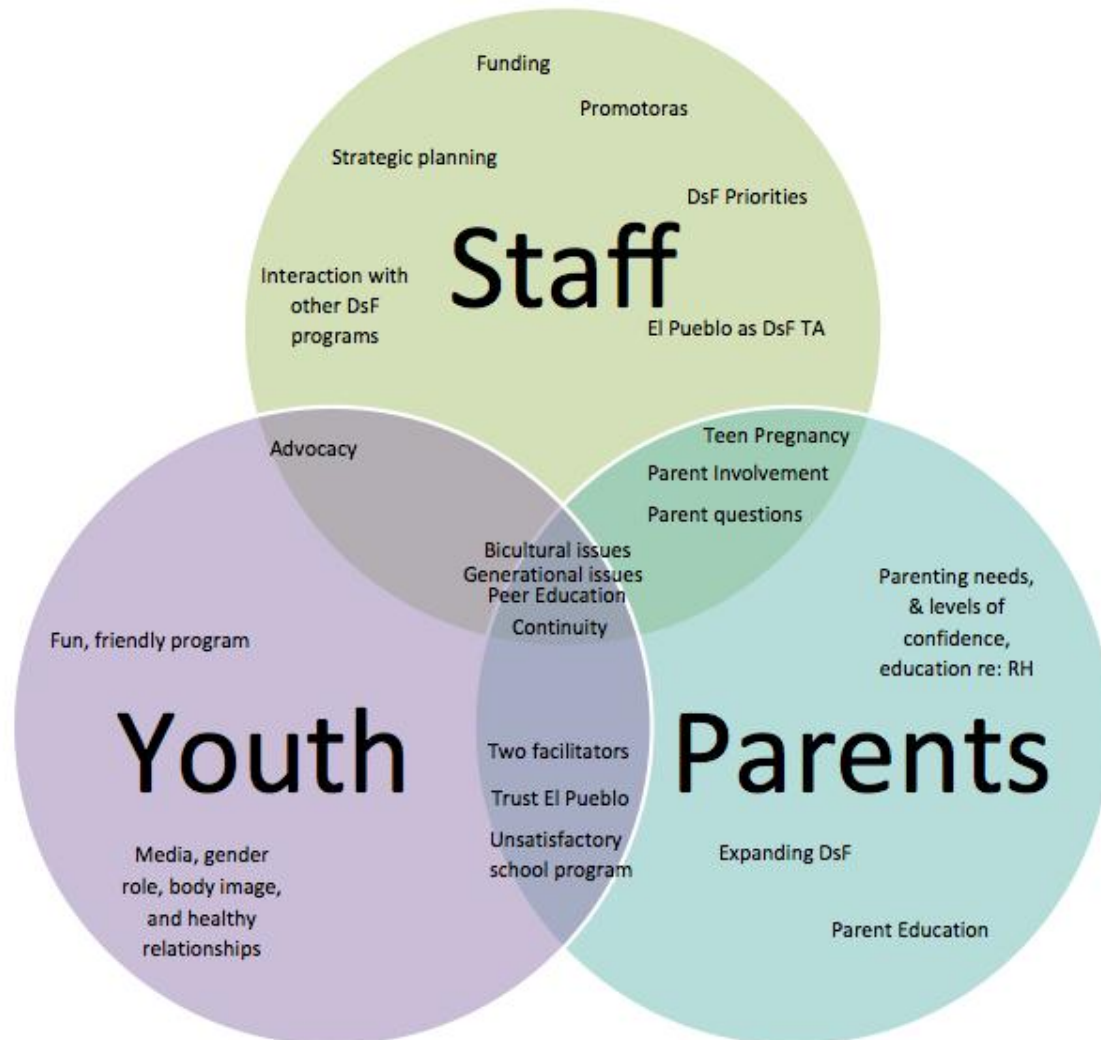 Funding
Promotoras
Strategic planning
DsF Priorities
Staff
Interaction with
other DsF
programs
El Pueblo as DsF TA
Advocacy
Teen Pregnancy
Parent Involvement
Parent questions
Bicultural issues
Generational issues
Peer Education
Continuity
Parenting needs,
& levels of
confidence,
education re: RH
Fun, friendly program
Youth
Parents
Two facilitators
Trust El Pueblo
Unsatisfactory
school program
Media, gender
role, body image,
and healthy
relationships
Expanding DsF
Parent Education